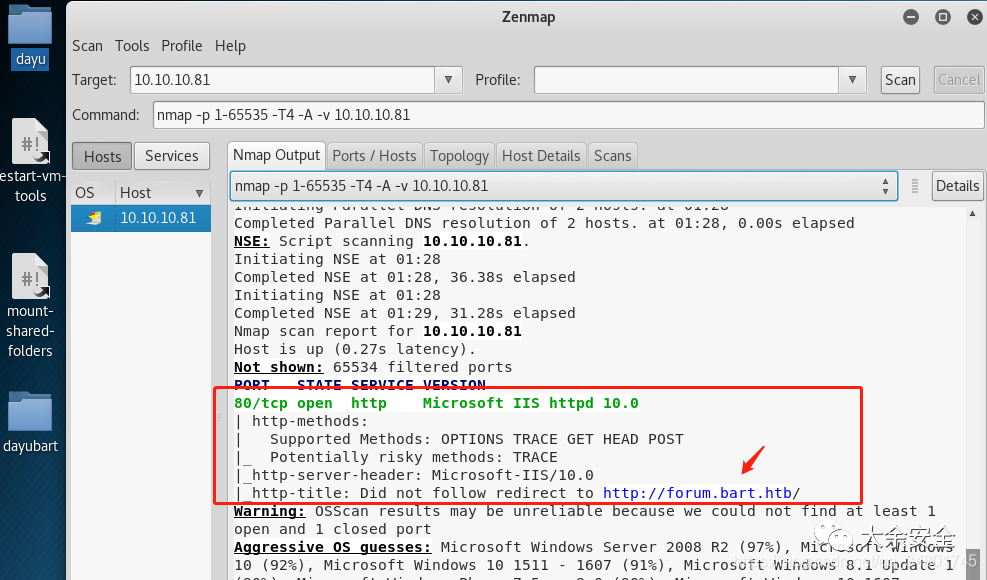 dayu
estart-vm-
tools
mount-
shared-
folders
dayubart
Zenmap
Scan Tools Profile Help
Target: 10.10.10.81 Profile: Scan Cancel
Command: nmap -p 1-65535 -T4 -A -v 10.10.10.81
Hosts Services
OS Host
10.10.10.81
Nmap Output Ports / Hosts Topology Host Details Scans
nmap -p 1-65535 -T4 -A -v 10.10.10.81 Details
Initiating Parallel DNS resolution of 2 hosts. at 01:28
Completed Parallel DNS resolution of 2 hosts. at 01:28, 0.00s elapsed
NSE: Script scanning 10.10.10.81.
Initiating NSE at 01:28
Completed NSE at 01:28, 36.38s elapsed
Initiating NSE at 01:28
Completed NSE at 01:29, 31.28s elapsed
Nmap scan report for 10.10.10.81
Host is up (0.27s latency).
Not shown: 65534 filtered ports
PORT STATE SERVICE VERSION
80/tcp open http Microsoft IIS httpd 10.0
| http-methods:
| Supported Methods: OPTIONS TRACE GET HEAD POST
|_ Potentially risky methods: TRACE
|_http-server-header: Microsoft-IIS/10.0
|_http-title: Did not follow redirect to http://forum.bart.htb/
Warning: OSScan results may be unreliable because we could not find at least 1
open and 1 closed port
Aggressive OS guesses: Microsoft Windows Server 2008 R2 (97%), Microsoft Windows
10 (92%), Microsoft Windows 10 1511 - 1607 (91%), Microsoft Windows 8.1 Update 1
大余安全